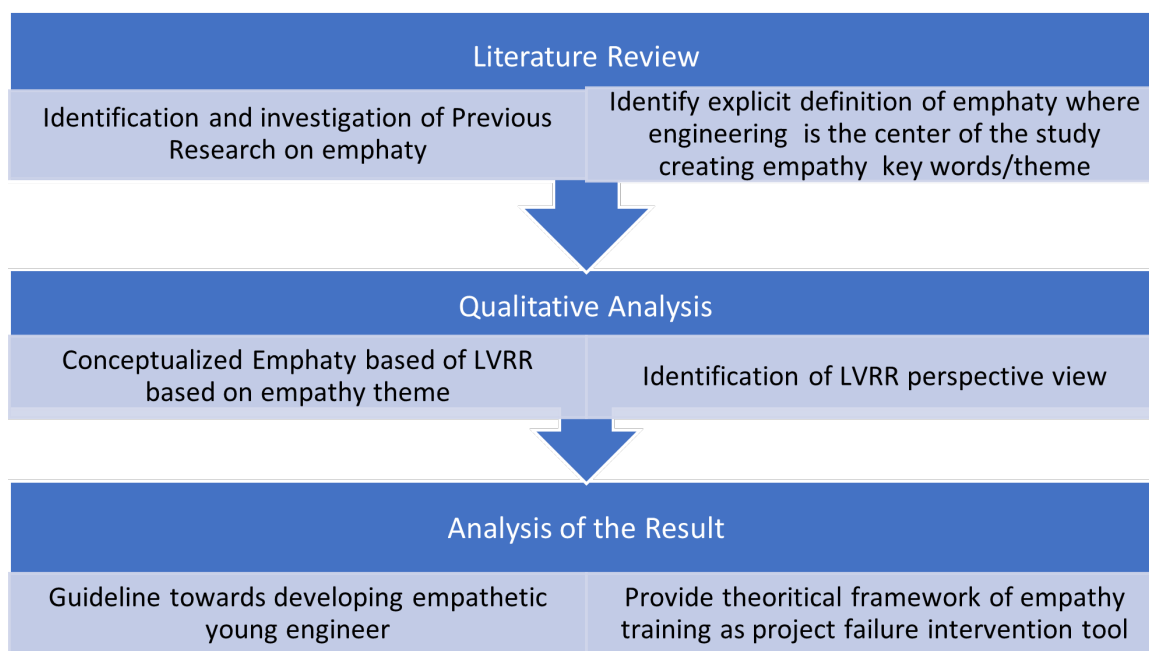 Literature Review
Identification and investigation of Previous
Research on emphaty
Identify explicit definition of emphaty where
engineering is the center of the study
creating empathy key words/theme
Qualitative Analysis
Conceptualized Emphaty based of LVRR
based on empathy theme
Identification of LVRR perspective view
Analysis of the Result
Guideline towards developing empathetic
young engineer
Provide theoritical framework of empathy
training as project failure intervention tool